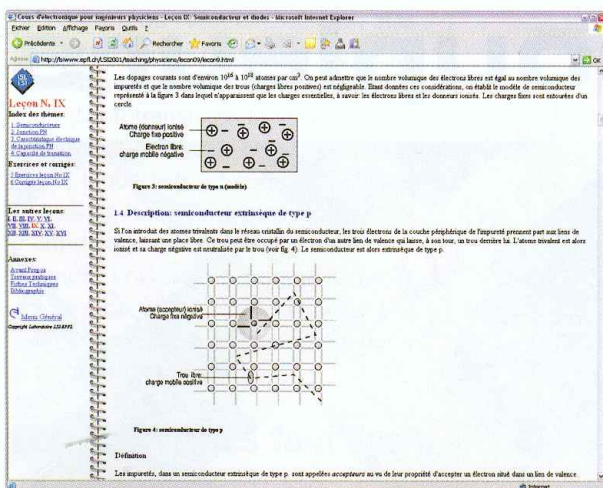 Cours d'électronique pour ingénieurs physiciens - Leçon IX: Semiconducteur et diodes - Microsoft Internet Explorer
Fichier Edition Affichage Favoris Outils ?
Précédente Rechercher Favoris
Adresse http://lsiwww.epfl.ch/LSI2001/teaching/physiciens/lecon09/lecon09.html OK
Leçon N. IX
Index des thèmes:
1. Semiconducteurs
2. Jonction PN
3. Caractéristique électrique
de la jonction PN
4. Capacité de transition
Exercices et corrigés:
5 Exercices leçon No IX
6 Corrigés leçon No IX
Les autres leçons:
I, II, III, IV, V, VI,
VII, VIII, IX, X, XI,
XII, XIII, XIV, XV, XVI
Annexes:
Avant Propos
Travaux pratiques
Fiches Techniques
Bibliographie
Menu Général
Copyright Laboratoire LSI-EPFL
Les dopages courants sont d'environ 10¹⁶ à 10¹⁸ atomes par cm³. On peut admettre que le nombre volumique des électrons libres est égal au nombre volumique des
impuretés et que le nombre volumique des trous (charges libres positives) est négligeable. Etant données ces considérations, on établit le modèle de semiconducteur
représenté à la figure 3 dans lequel n'apparaissent que les charges essentielles, à savoir: les électrons libres et les donneurs ionisés. Les charges fixes sont entourées d'un
cercle.
Atome (donneur) ionisé
Charge fixe positive
Electron libre:
charge mobile négative
Figure 3: semiconducteur de type n (modèle)
1.4 Description: semiconducteur extrinsèque de type p
Si l'on introduit des atomes trivalents dans le réseau cristallin du semiconducteur, les trois électrons de la couche périphérique de l'impureté prennent part aux liens de
valence, laissant une place libre. Ce trou peut être occupé par un électron d'un autre lien de valence qui laisse, à son tour, un trou derrière lui. L'atome trivalent est alors
ionisé et sa charge négative est neutralisée par le trou (voir fig. 4). Le semiconducteur est alors extrinsèque de type p.
Atome (accepteur) ionisé
Charge fixe négative
Trou libre:
charge mobile positive
Figure 4: semiconducteur de type p
Définition
Les impuretés, dans un semiconducteur extrinsèque de type p, sont appelées accepteurs au vu de leur propriété d'accepter un électron situé dans un lien de valence.
Internet